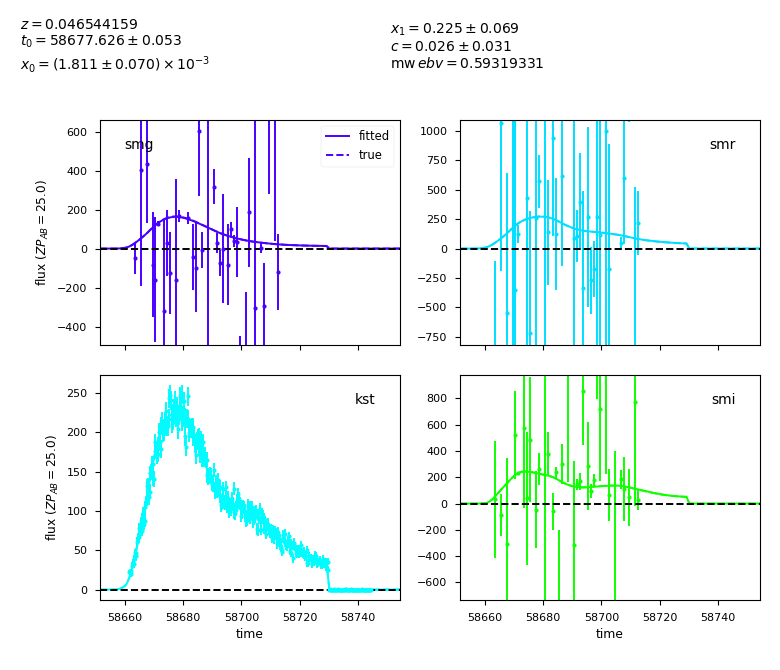 z = 0.046544159
t₀ = 58677.626 ± 0.053
x₀ = (1.811 ± 0.070) × 10⁻³
x₁ = 0.225 ± 0.069
c = 0.026 ± 0.031
mw ebv = 0.59319331
smg
fitted
true
600
400
200
0
−200
−400
flux (ZP_AB = 25.0)
smr
1000
750
500
250
0
−250
−500
−750
kst
250
200
150
100
50
0
flux (ZP_AB = 25.0)
58660 58680 58700 58720 58740
time
smi
800
600
400
200
0
−200
−400
−600
58660 58680 58700 58720 58740
time